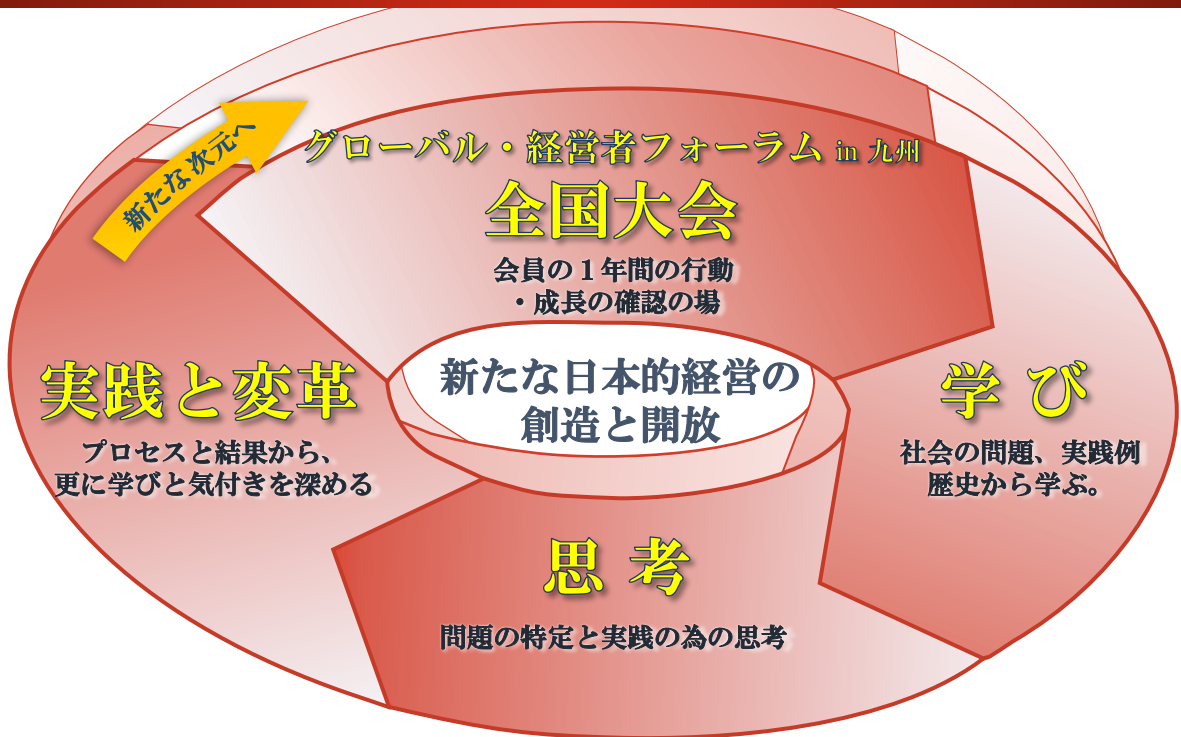 新たな次元へ
グローバル・経営者フォーラム in 九州
全国大会
会員の１年間の行動
・成長の確認の場
新たな日本的経営の
創造と開放
実践と変革
プロセスと結果から、
更に学びと気付きを深める
学 び
社会の問題、実践例
歴史から学ぶ。
思 考
問題の特定と実践の為の思考